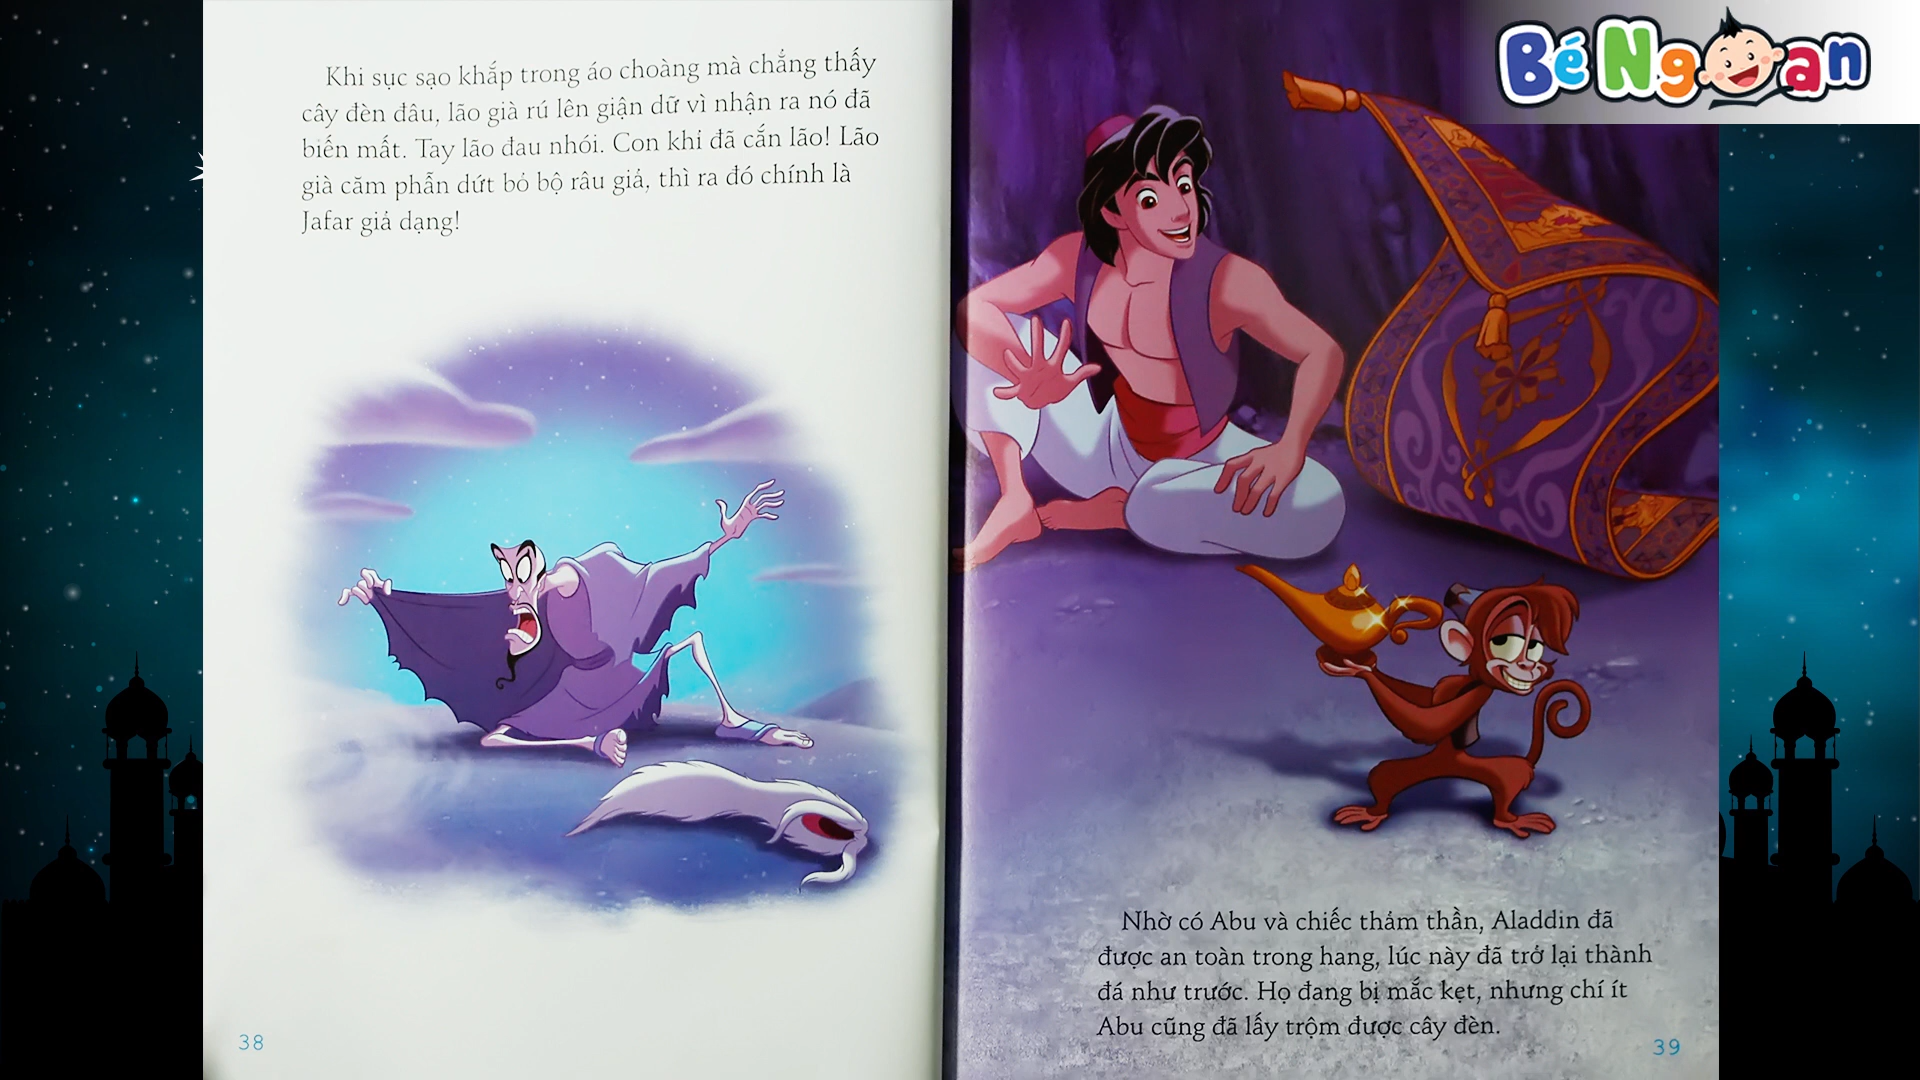 Bé Ngoan
Khi sục sạo khắp trong áo choàng mà chẳng thấy
cây đèn đâu, lão già rú lên giận dữ vì nhận ra nó đã
biến mất. Tay lão đau nhói. Con khỉ đã cắn lão! Lão
già căm phẫn dứt bỏ bộ râu giả, thì ra đó chính là
Jafar giả dạng!
38
Nhờ có Abu và chiếc thảm thần, Aladdin đã
được an toàn trong hang, lúc này đã trở lại thành
đá như trước. Họ đang bị mắc kẹt, nhưng chí ít
Abu cũng đã lấy trộm được cây đèn.
39